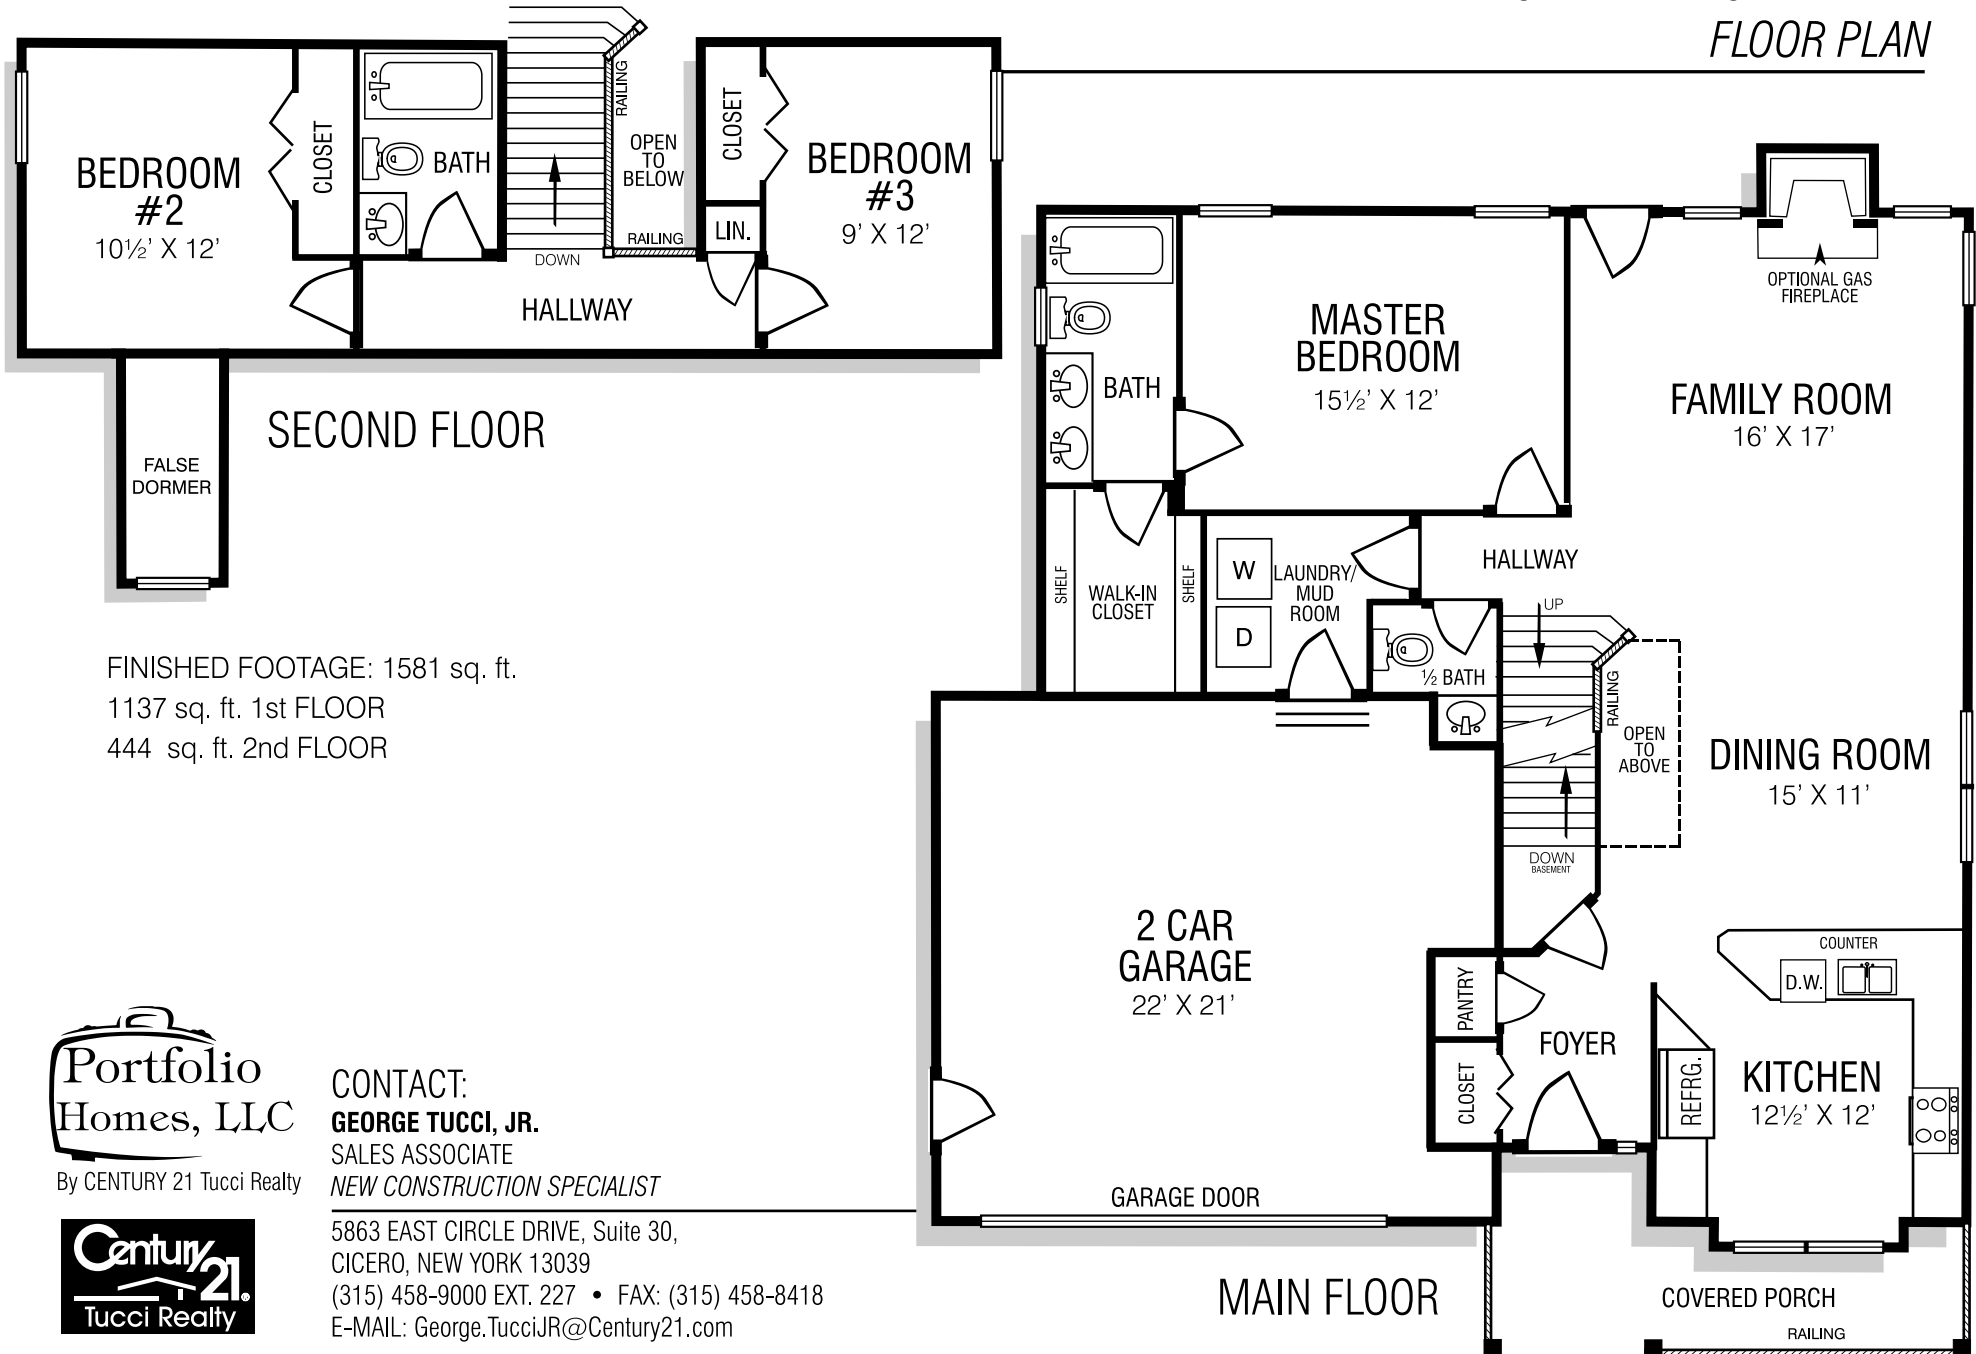 FLOOR PLAN
BEDROOM
#2
10½' X 12'
CLOSET
BATH
DOWN
RAILING
OPEN
TO
BELOW
RAILING
CLOSET
LIN.
BEDROOM
#3
9' X 12'
HALLWAY
SECOND FLOOR
FALSE
DORMER
FINISHED FOOTAGE: 1581 sq. ft.
1137 sq. ft. 1st FLOOR
444 sq. ft. 2nd FLOOR
OPTIONAL GAS
FIREPLACE
MASTER
BEDROOM
15½' X 12'
BATH
FAMILY ROOM
16' X 17'
SHELF
WALK-IN
CLOSET
SHELF
W
D
LAUNDRY/
MUD
ROOM
HALLWAY
½ BATH
UP
RAILING
OPEN
TO
ABOVE
DOWN
BASEMENT
DINING ROOM
15' X 11'
2 CAR
GARAGE
22' X 21'
PANTRY
CLOSET
FOYER
COUNTER
D.W.
REFRG.
KITCHEN
12½' X 12'
GARAGE DOOR
MAIN FLOOR
COVERED PORCH
RAILING
Portfolio
Homes, LLC
By CENTURY 21 Tucci Realty
Century
21®
Tucci Realty
CONTACT:
GEORGE TUCCI, JR.
SALES ASSOCIATE
NEW CONSTRUCTION SPECIALIST
5863 EAST CIRCLE DRIVE, Suite 30,
CICERO, NEW YORK 13039
(315) 458-9000 EXT. 227 • FAX: (315) 458-8418
E-MAIL: George.TucciJR@Century21.com